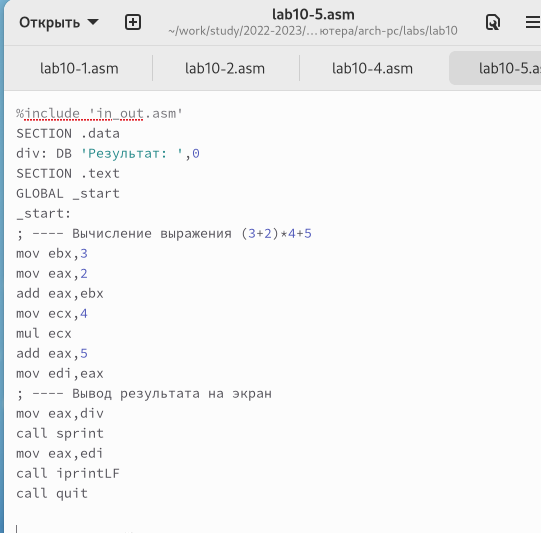 Открыть
lab10-5.asm
~/work/study/2022-2023/…ютера/arch-pc/labs/lab10
lab10-1.asm
lab10-2.asm
lab10-4.asm
lab10-5.a
%include 'in_out.asm'
SECTION .data
div: DB 'Результат: ',0
SECTION .text
GLOBAL _start
_start:
; ---- Вычисление выражения (3+2)*4+5
mov ebx,3
mov eax,2
add eax,ebx
mov ecx,4
mul ecx
add eax,5
mov edi,eax
; ---- Вывод результата на экран
mov eax,div
call sprint
mov eax,edi
call iprintLF
call quit